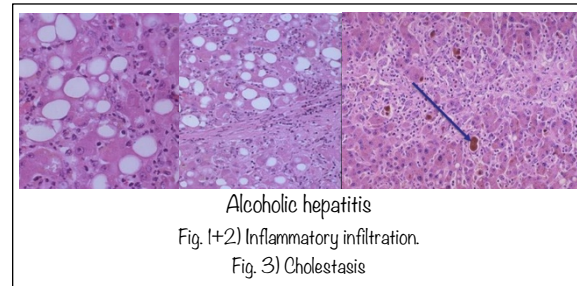 Alcoholic hepatitis
Fig. 1+2) Inflammatory infiltration.
Fig. 3) Cholestasis